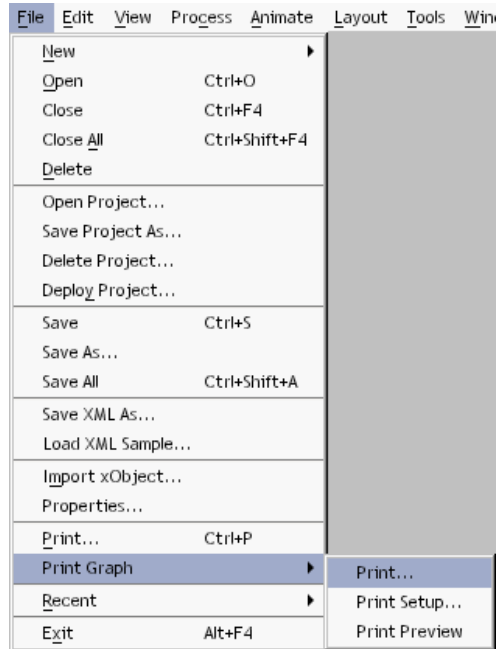 File Edit View Process Animate Layout Tools
New
Open Ctrl+O
Close Ctrl+F4
Close All Ctrl+Shift+F4
Delete
Open Project...
Save Project As...
Delete Project...
Deploy Project...
Save Ctrl+S
Save As...
Save All Ctrl+Shift+A
Save XML As...
Load XML Sample...
Import xObject...
Properties...
Print... Ctrl+P
Print Graph
Print...
Recent
Print Setup...
Exit Alt+F4
Print Preview